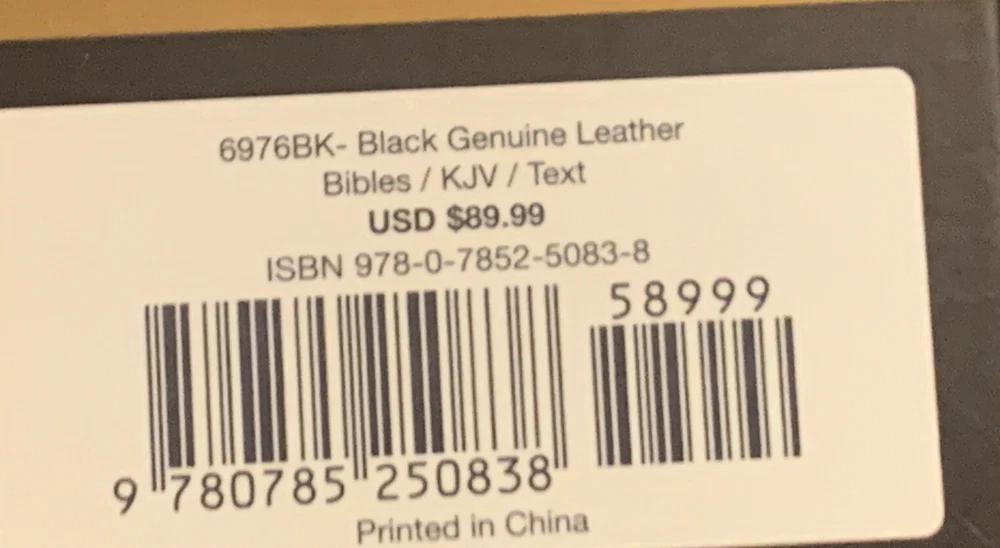 6976BK- Black Genuine Leather
Bibles / KJV / Text
USD $89.99
ISBN 978-0-7852-5083-8
58999
9 780785 250838
Printed in China